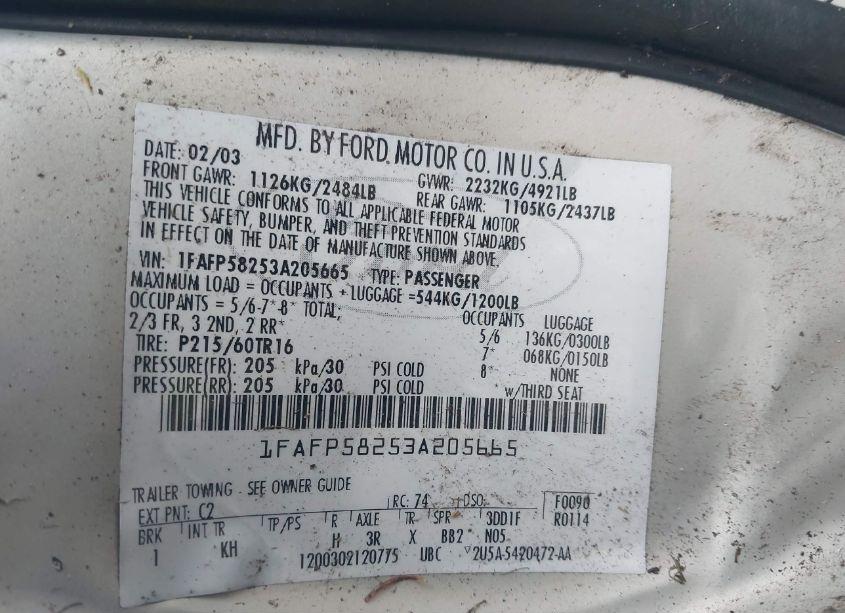 MFD. BY FORD MOTOR CO. IN U.S.A.
DATE: 02/03 GVWR: 2232KG/4921LB
FRONT GAWR: 1126KG/2484LB REAR GAWR: 1105KG/2437LB
THIS VEHICLE CONFORMS TO ALL APPLICABLE FEDERAL MOTOR
VEHICLE SAFETY, BUMPER, AND THEFT PREVENTION STANDARDS
IN EFFECT ON THE DATE OF MANUFACTURE SHOWN ABOVE.
VIN: 1FAFP58253A205665 TYPE: PASSENGER
MAXIMUM LOAD = OCCUPANTS + LUGGAGE =544KG/1200LB
OCCUPANTS = 5/6-7*-8* TOTAL; OCCUPANTS LUGGAGE
2/3 FR, 3 2ND, 2 RR* 5/6 136KG/0300LB
TIRE: P215/60TR16 7* 068KG/0150LB
PRESSURE(FR) 205 kPa/30 PSI COLD 8* NONE
PRESSURE(RR) 205 kPa/30 PSI COLD * w/THIRD SEAT
1FAFP58253A205665
TRAILER TOWING - SEE OWNER GUIDE
EXT PNT: C2 RC: 74 DSO: F0090
BRK INT TR TP/PS R AXLE TR SPR 3DD1F R0114
1 KH H 3R X BB2 N05
1200302120775 UBC 2U5A-5420472-AA